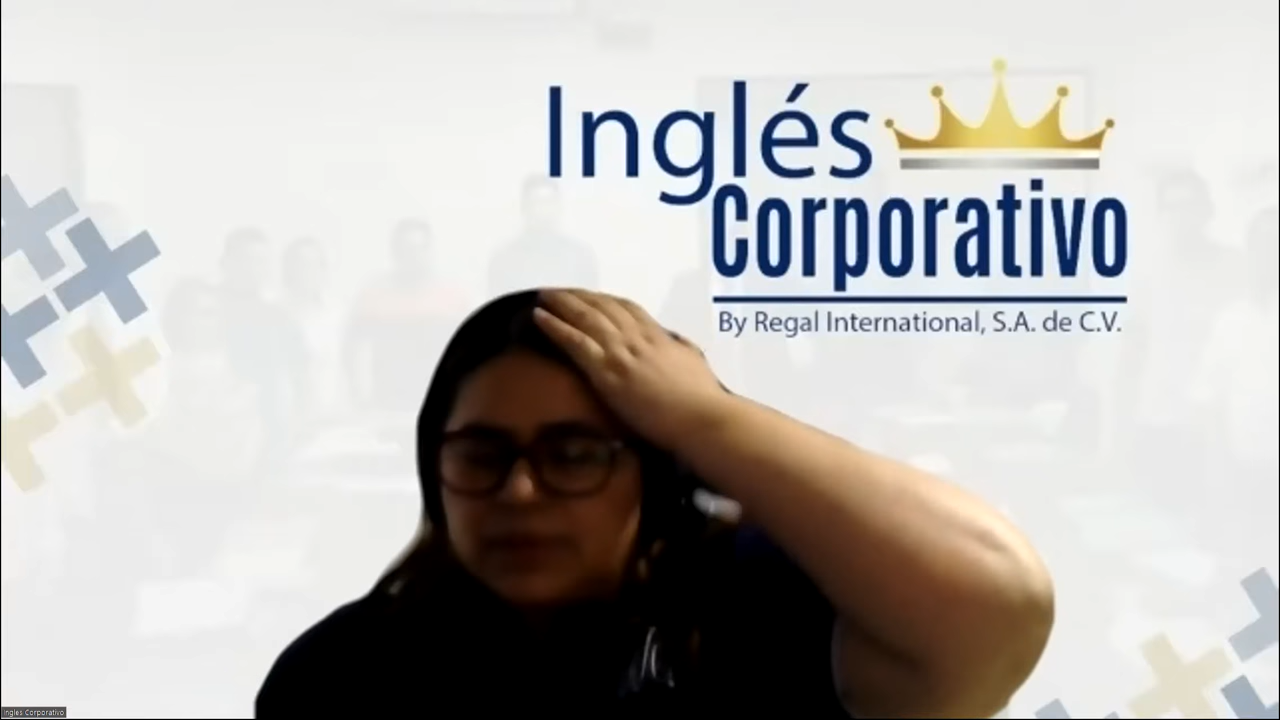 Inglés
Corporativo
By Regal International, S.A. de C.V.
Ingles Corporativo